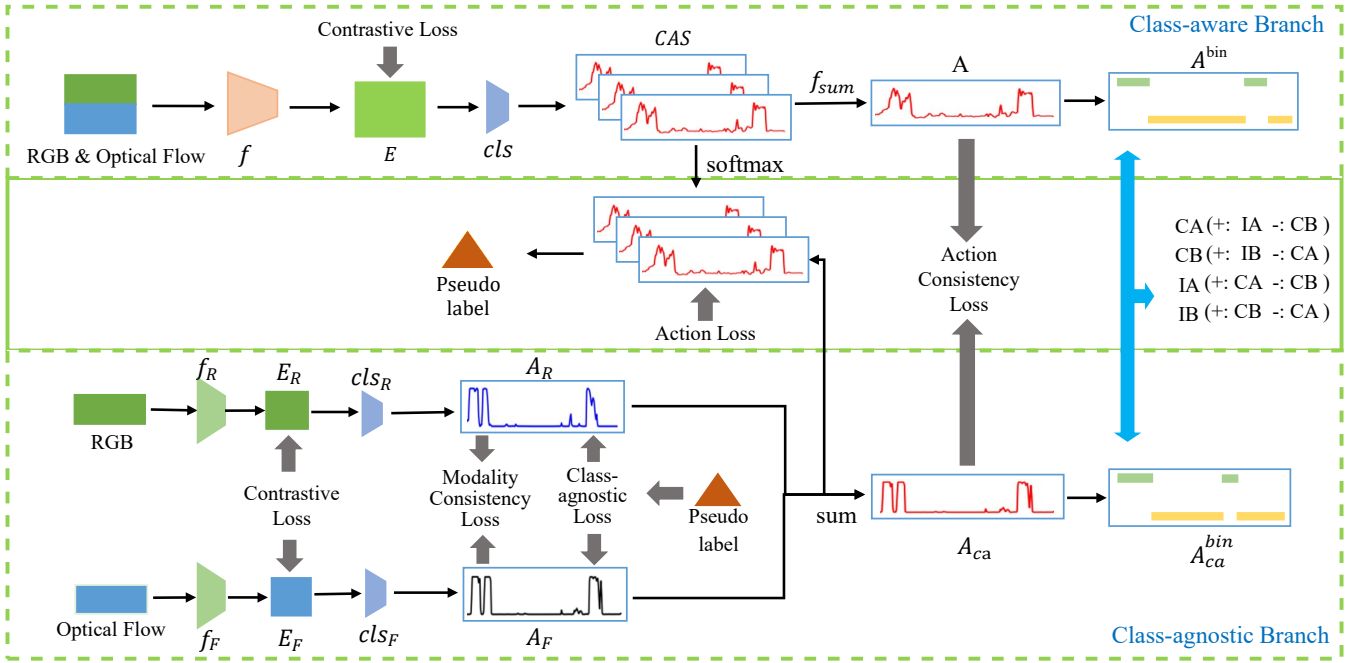 Contrastive Loss
CAS
Class-aware Branch
A
A^bin
f_sum
RGB & Optical Flow
f
E
cls
softmax
Pseudo
label
Action Loss
Action
Consistency
Loss
CA (+: IA -: CB )
CB (+: IB -: CA)
IA (+: CA -: CB )
IB (+: CB -: CA )
f_R
E_R
cls_R
A_R
RGB
Contrastive
Loss
Modality
Consistency
Loss
Class-
agnostic
Loss
Pseudo
label
sum
A_ca
A_ca^bin
Optical Flow
f_F
E_F
cls_F
A_F
Class-agnostic Branch